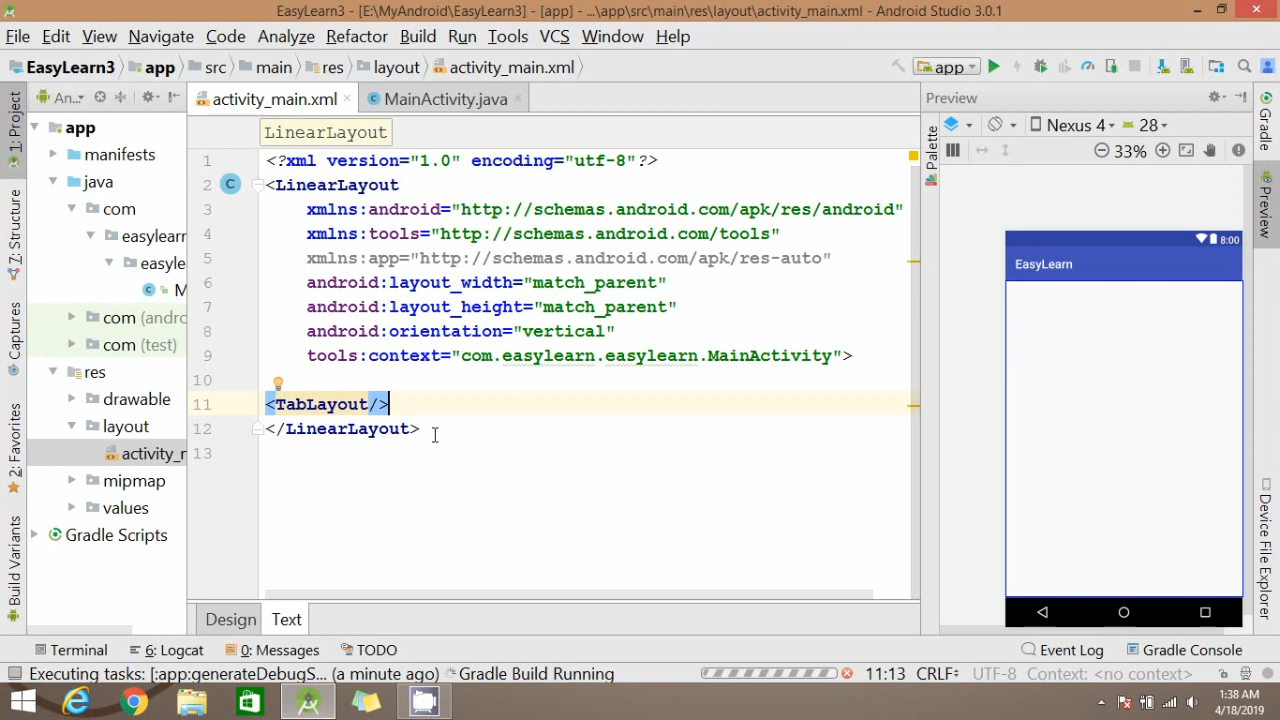 EasyLearn3 - [E:\MyAndroid\EasyLearn3] - [app] - ...\app\src\main\res\layout\activity_main.xml - Android Studio 3.0.1
File Edit View Navigate Code Analyze Refactor Build Run Tools VCS Window Help
EasyLearn3 app src main res layout activity_main.xml app
An... activity_main.xml MainActivity.java Preview
LinearLayout
Nexus 4 28
33%
1: Project
Z: Structure
Captures
2: Favorites
Build Variants
app
manifests
java
com
easylearn
easyle
M
com (andro
com (test)
res
drawable
layout
activity_m
mipmap
values
Gradle Scripts
1 <?xml version="1.0" encoding="utf-8"?>
2 <LinearLayout
3 xmlns:android="http://schemas.android.com/apk/res/android"
4 xmlns:tools="http://schemas.android.com/tools"
5 xmlns:app="http://schemas.android.com/apk/res-auto"
6 android:layout_width="match_parent"
7 android:layout_height="match_parent"
8 android:orientation="vertical"
9 tools:context="com.easylearn.easylearn.MainActivity">
10
11 <TabLayout/>
12 </LinearLayout>
13
Design Text
Palette
8:00
EasyLearn
Gradle
Preview
Device File Explorer
Terminal 6: Logcat 0: Messages TODO Event Log Gradle Console
Executing tasks: [:app:generateDebugS... (a minute ago) Gradle Build Running 11:13 CRLF UTF-8 Context: <no context>
1:38 AM
4/18/2019